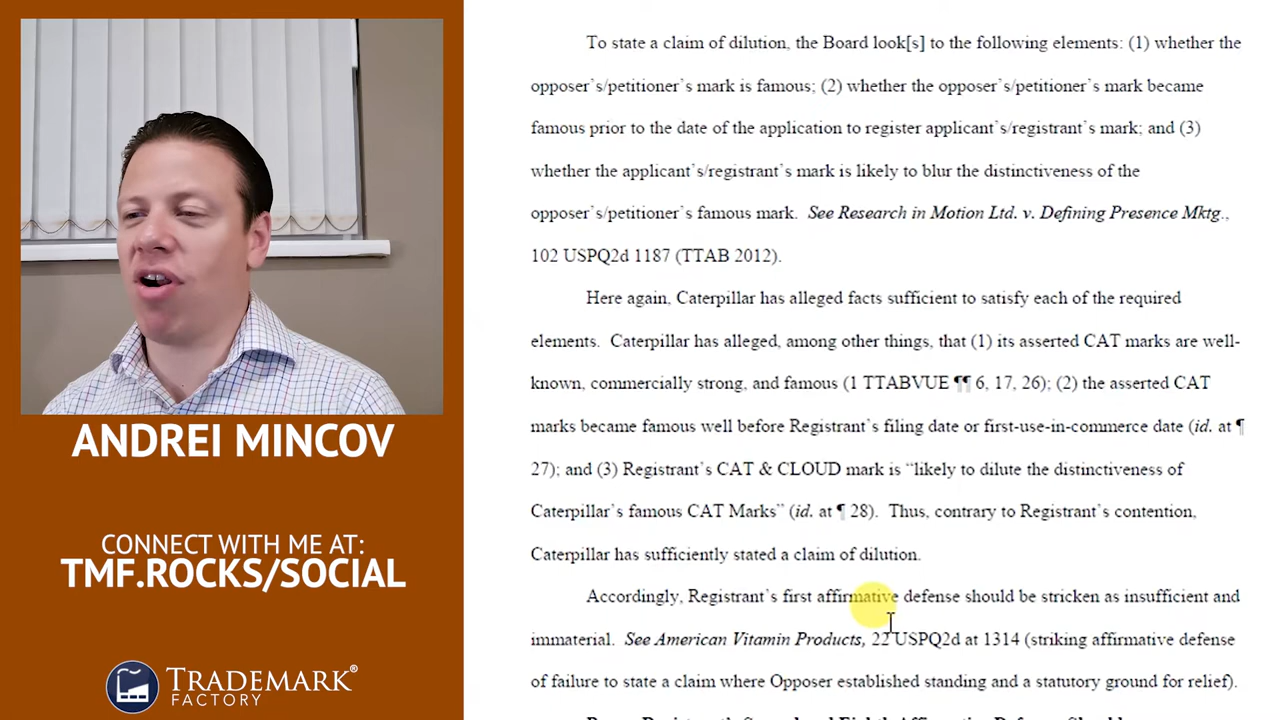 ANDREI MINCOV
CONNECT WITH ME AT:
TMF.ROCKS/SOCIAL
TRADEMARK®
FACTORY
To state a claim of dilution, the Board look[s] to the following elements: (1) whether the
opposer's/petitioner's mark is famous; (2) whether the opposer's/petitioner's mark became
famous prior to the date of the application to register applicant's/registrant's mark; and (3)
whether the applicant's/registrant's mark is likely to blur the distinctiveness of the
opposer's/petitioner's famous mark. See Research in Motion Ltd. v. Defining Presence Mktg.,
102 USPQ2d 1187 (TTAB 2012).
Here again, Caterpillar has alleged facts sufficient to satisfy each of the required
elements. Caterpillar has alleged, among other things, that (1) its asserted CAT marks are well-
known, commercially strong, and famous (1 TTABVUE ¶¶ 6, 17, 26); (2) the asserted CAT
marks became famous well before Registrant's filing date or first-use-in-commerce date (id. at ¶
27); and (3) Registrant's CAT & CLOUD mark is “likely to dilute the distinctiveness of
Caterpillar's famous CAT Marks” (id. at ¶ 28). Thus, contrary to Registrant's contention,
Caterpillar has sufficiently stated a claim of dilution.
Accordingly, Registrant's first affirmative defense should be stricken as insufficient and
immaterial. See American Vitamin Products, 22 USPQ2d at 1314 (striking affirmative defense
of failure to state a claim where Opposer established standing and a statutory ground for relief).